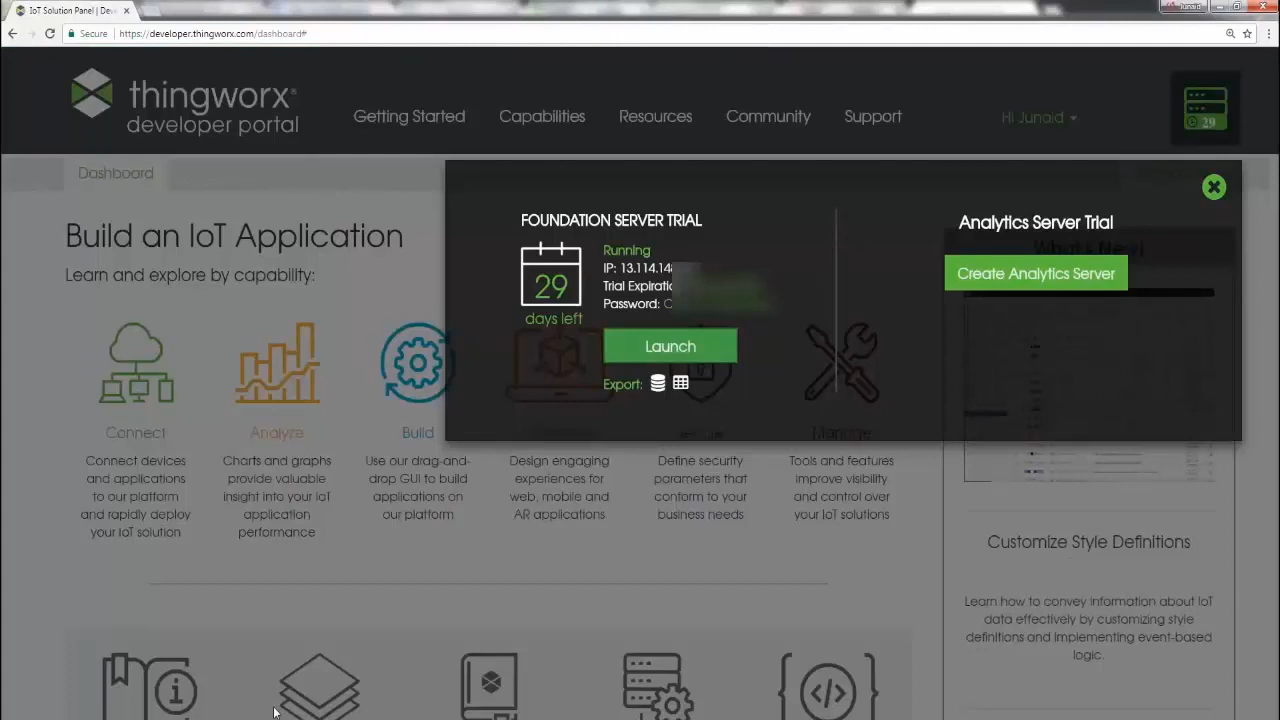 IoT Solution Panel | Dev
Junaid
Secure
https://developer.thingworx.com/dashboard#
thingworx®
developer portal
Getting Started
Capabilities
Resources
Community
Support
Hi Junaid
29
Dashboard
Build an IoT Application
Learn and explore by capability:
FOUNDATION SERVER TRIAL
29
days left
Running
IP: 13.114.14
Trial Expiratio
Password:
Launch
Export:
Analytics Server Trial
What's New!
Create Analytics Server
Connect
Connect devices
and applications
to our platform
and rapidly deploy
your IoT solution
Analyze
Charts and graphs
provide valuable
insight into your IoT
application
performance
Build
Use our drag-and-
drop GUI to build
applications on
our platform
Design engaging
experiences for
web, mobile and
AR applications
Define security
parameters that
conform to your
business needs
Manage
Tools and features
improve visibility
and control over
your IoT solutions
Customize Style Definitions
Learn how to convey information about IoT
data effectively by customizing style
definitions and implementing event-based
logic.